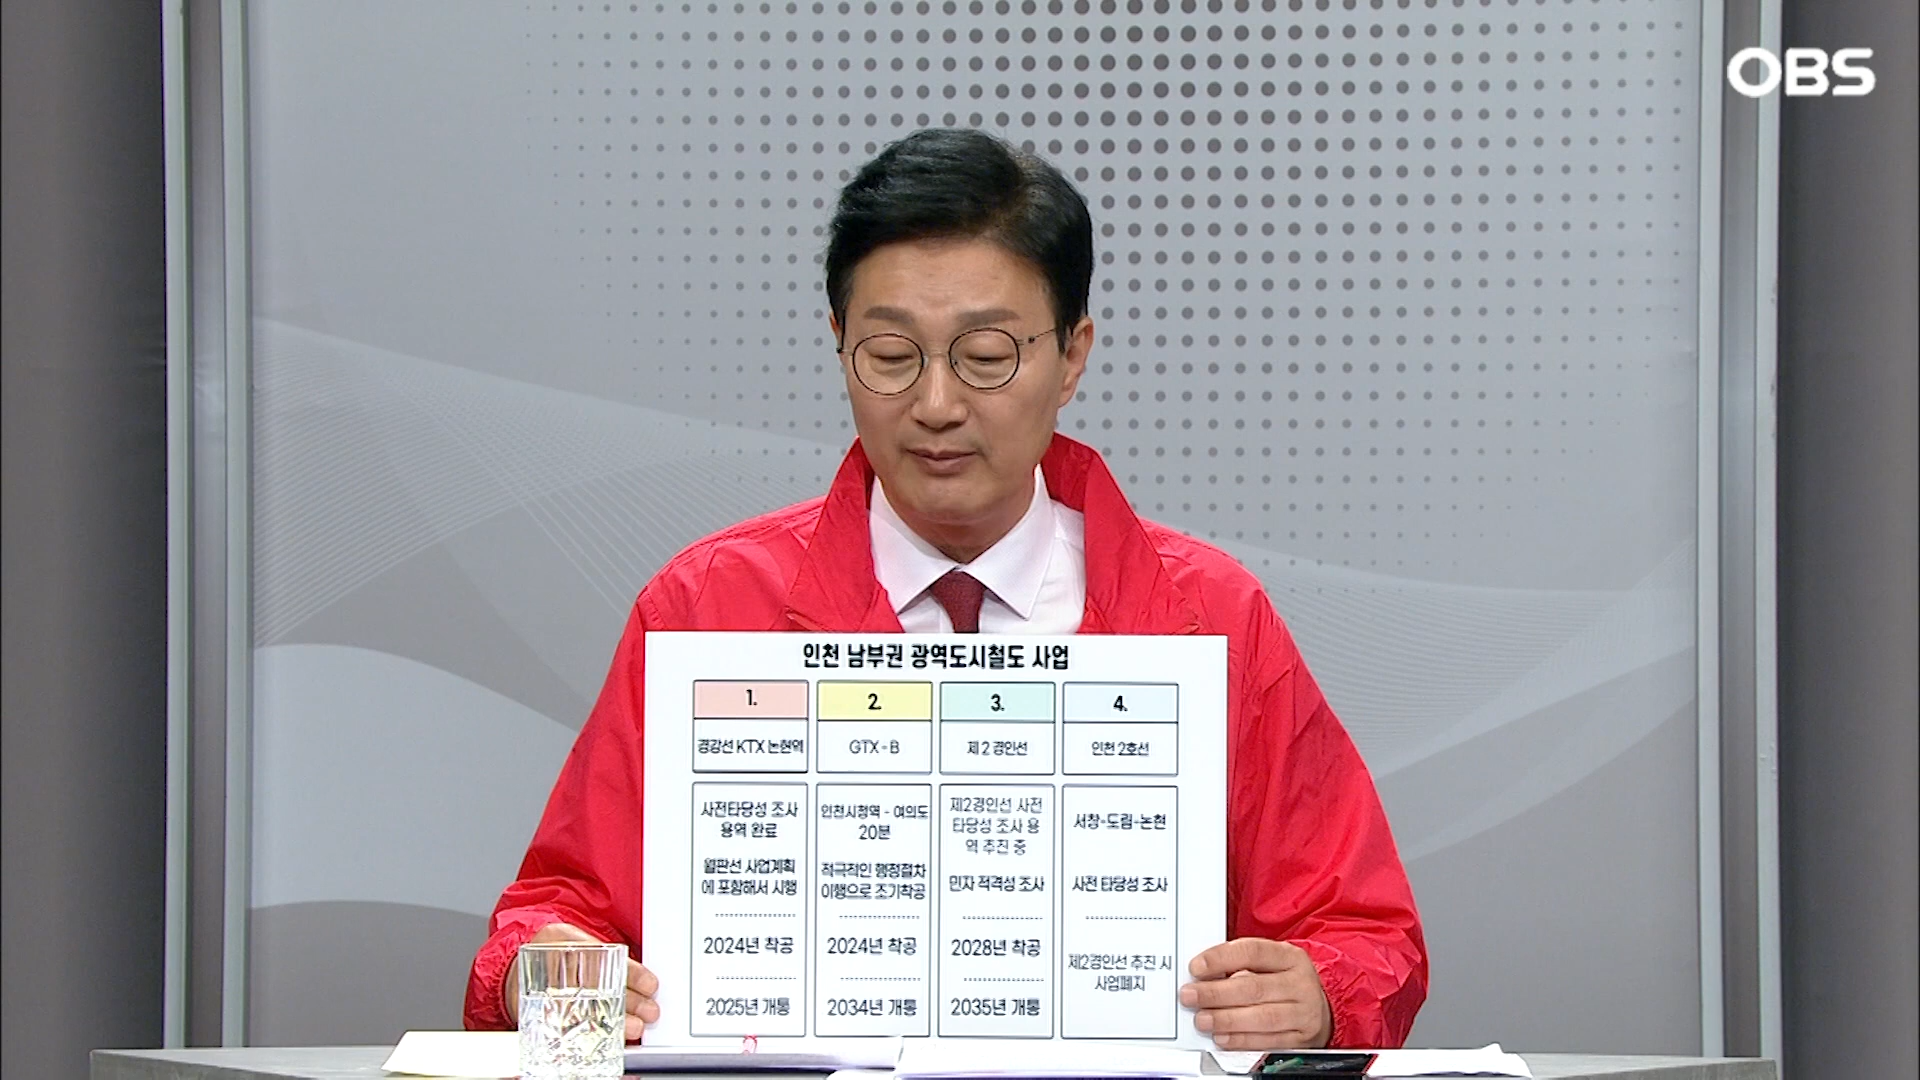 OBS
인천 남부권 광역도시철도 사업
1.
경강선 KTX 논현역
사전타당성 조사
용역 완료
월판선 사업계획
에 포함해서 시행
2024년 착공
2025년 개통
2.
GTX-B
인천시청역 - 여의도
20분
적극적인 행정절차
이행으로 조기착공
2024년 착공
2034년 개통
3.
제 2 경인선
제2경인선 사전
타당성 조사 용
역 추진 중
민자 적격성 조사
2028년 착공
2035년 개통
4.
인천 2호선
서창-도림-논현
사전 타당성 조사
제2경인선 추진 시
사업폐지